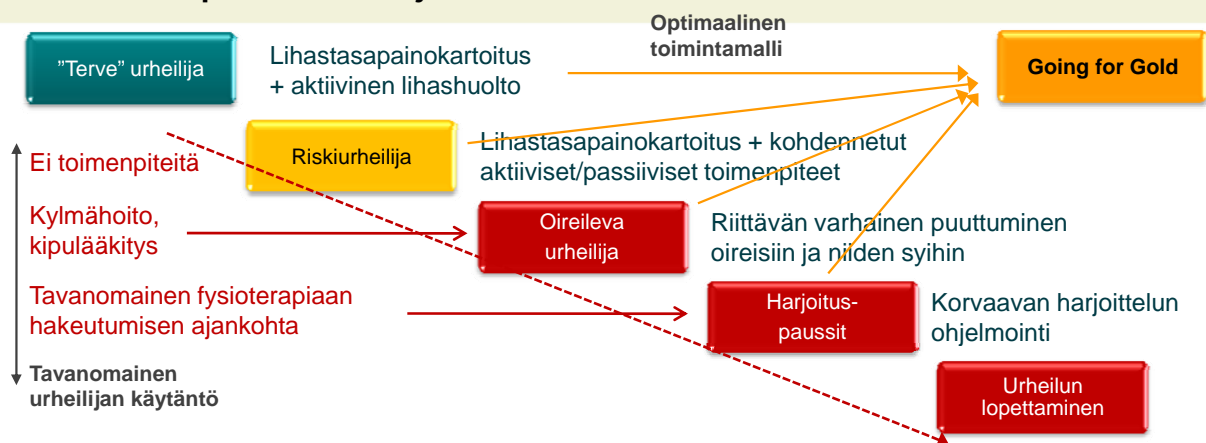 Optimaalinen
toimintamalli
"Terve" urheilija
Lihastasapainokartoitus
+ aktiivinen lihashuolto
Going for Gold
Riskiurheilija
Lihastasapainokartoitus + kohdennetut
aktiiviset/passiiviset toimenpiteet
Ei toimenpiteitä
Kylmähoito,
kipulääkitys
Oireileva
urheilija
Riittävän varhainen puuttuminen
oireisiin ja niiden syihin
Tavanomainen fysioterapiaan
hakeutumisen ajankohta
Harjoitus-
paussit
Korvaavan harjoittelun
ohjelmointi
Tavanomainen
urheilijan käytäntö
Urheilun
lopettaminen